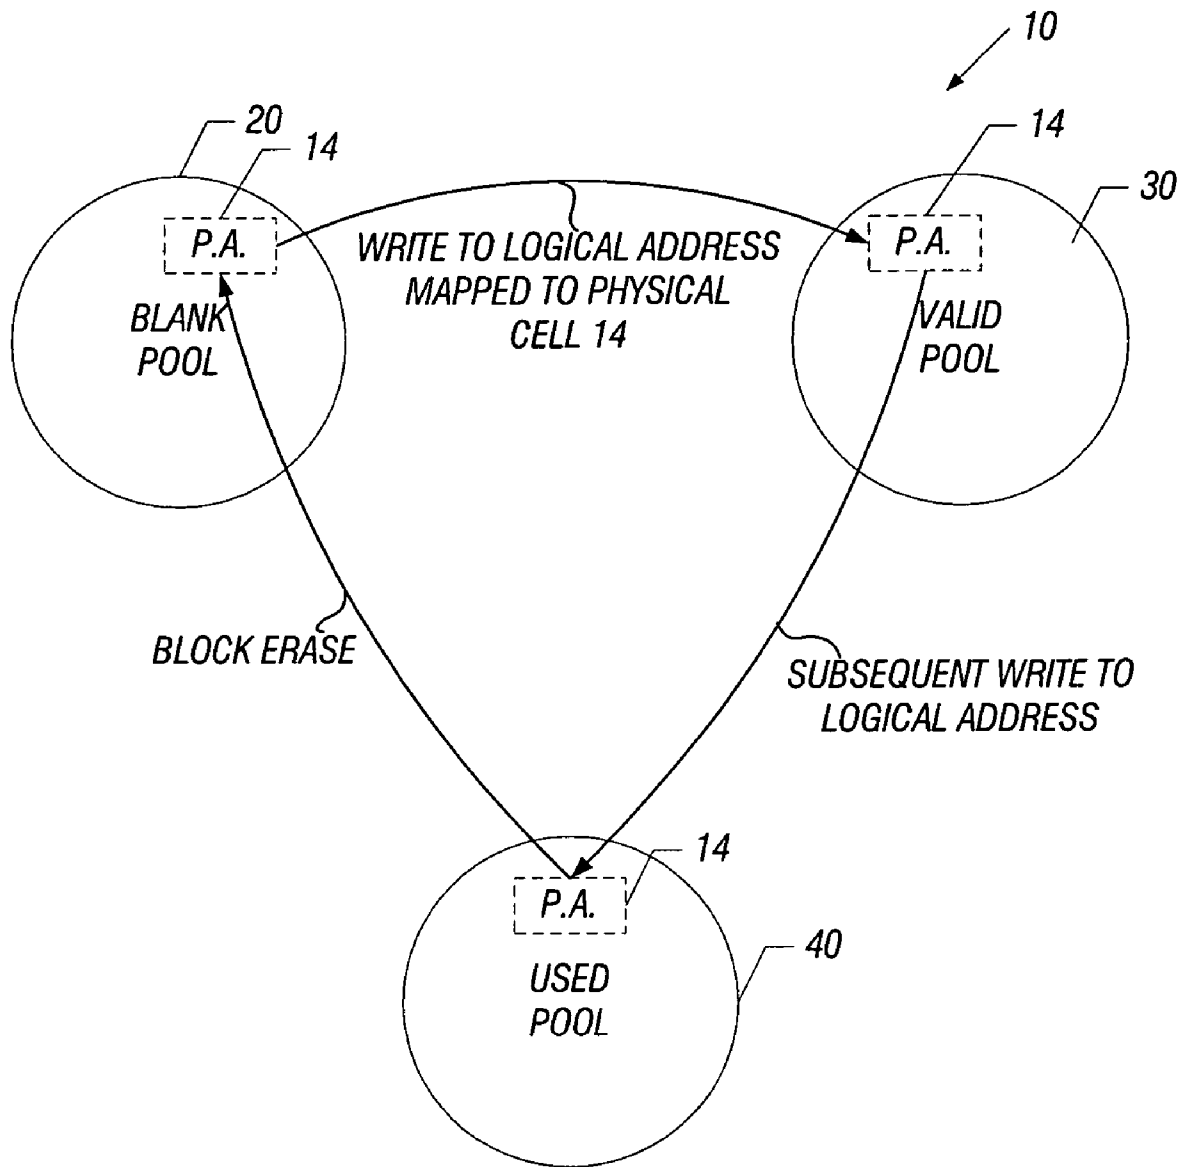 10
20
14
14
30
P.A.
P.A.
WRITE TO LOGICAL ADDRESS
MAPPED TO PHYSICAL
CELL 14
BLANK
POOL
VALID
POOL
BLOCK ERASE
SUBSEQUENT WRITE TO
LOGICAL ADDRESS
14
P.A.
40
USED
POOL